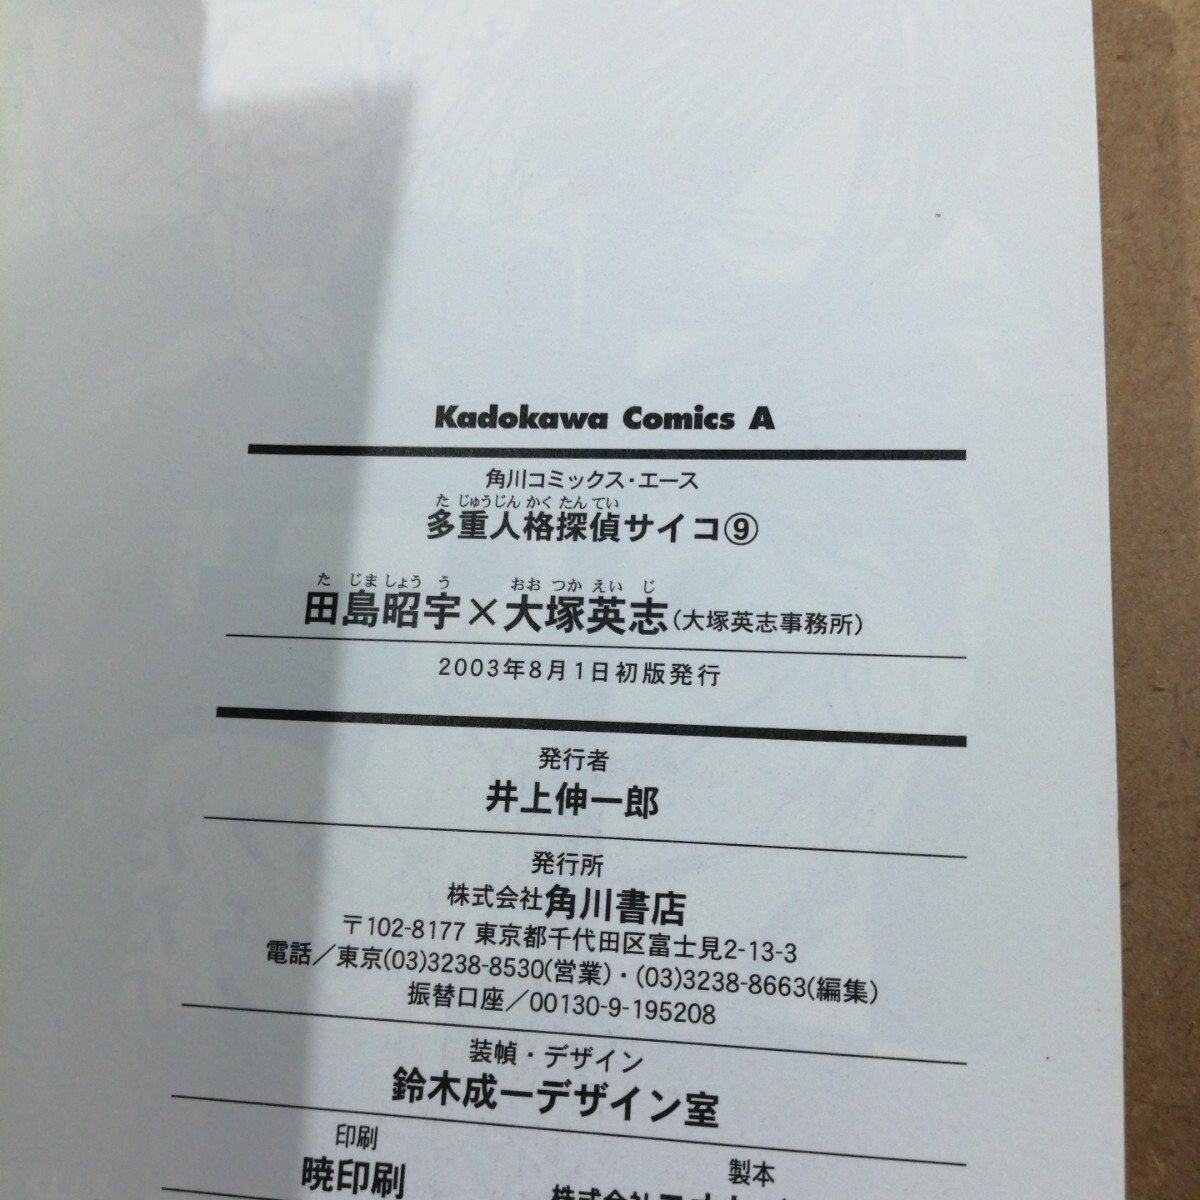 Kadokawa Comics A
角川コミックス・エース
た じゅうじん かく たん てい
多重人格探偵サイコ⑨
た じま しょう う おお つか えい じ
田島昭宇×大塚英志(大塚英志事務所)
2003年8月1日初版発行
発行者
井上伸一郎
発行所
株式会社角川書店
〒102-8177 東京都千代田区富士見2-13-3
電話／東京(03)3238-8530(営業)・(03)3238-8663(編集)
振替口座／00130-9-195208
装幀・デザイン
鈴木成一デザイン室
印刷
暁印刷
製本
株式会社